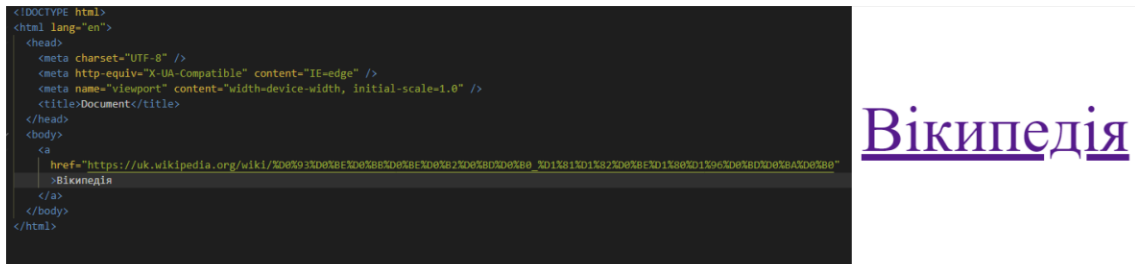 <!DOCTYPE html>
<html lang="en">
<head>
<meta charset="UTF-8" />
<meta http-equiv="X-UA-Compatible" content="IE=edge" />
<meta name="viewport" content="width=device-width, initial-scale=1.0" />
<title>Document</title>
</head>
<body>
<a
href="https://uk.wikipedia.org/wiki/%D0%93%D0%BE%D0%BB%D0%BE%D0%B2%D0%BD%D0%B0_%D1%81%D1%82%D0%BE%D1%80%D1%96%D0%BD%D0%BA%D0%B0"
>Вікипедія
</a>
</body>
</html>
Вікипедія